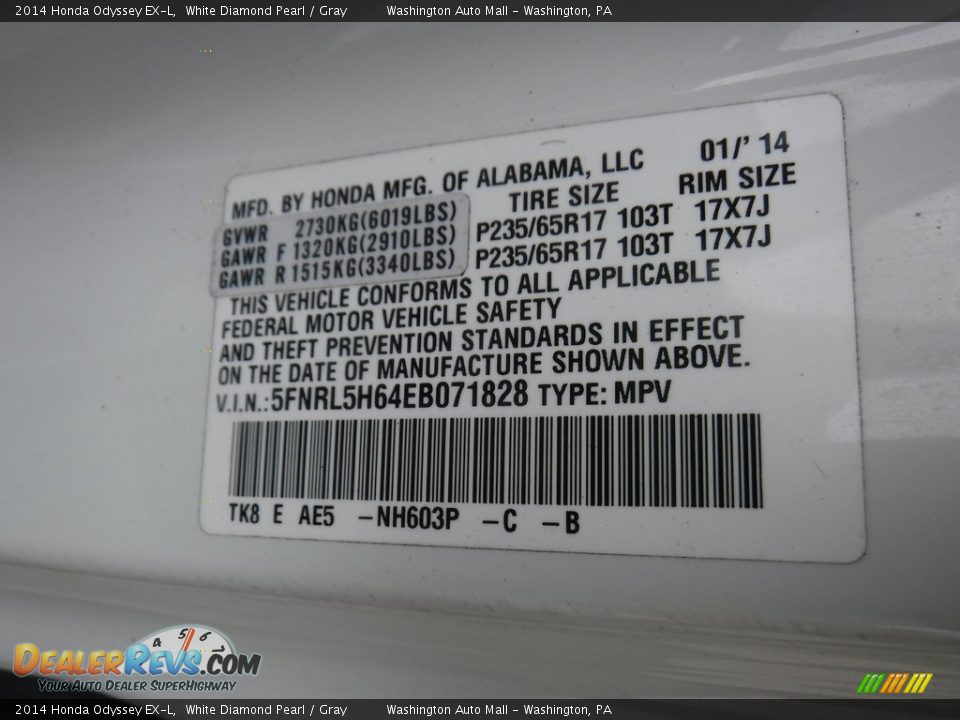 2014 Honda Odyssey EX-L, White Diamond Pearl / Gray Washington Auto Mall - Washington, PA
MFD. BY HONDA MFG. OF ALABAMA, LLC 01/' 14
GVWR 2730KG(6019LBS) TIRE SIZE RIM SIZE
GAWR F 1320KG(2910LBS) P235/65R17 103T 17X7J
GAWR R 1515KG(3340LBS) P235/65R17 103T 17X7J
THIS VEHICLE CONFORMS TO ALL APPLICABLE
FEDERAL MOTOR VEHICLE SAFETY
AND THEFT PREVENTION STANDARDS IN EFFECT
ON THE DATE OF MANUFACTURE SHOWN ABOVE.
V.I.N.:5FNRL5H64EB071828 TYPE: MPV
TK8 E AE5 -NH603P -C -B
4 5 6 7
DealerRevs.com
Your Auto Dealer SuperHighway
2014 Honda Odyssey EX-L, White Diamond Pearl / Gray Washington Auto Mall - Washington, PA